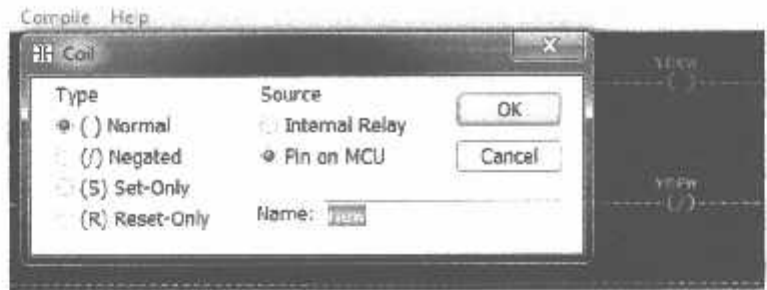 Compile Help
Coil
Type
( ) Normal
(/) Negated
(S) Set-Only
(R) Reset-Only
Source
Internal Relay
Pin on MCU
Name:
OK
Cancel
( )
(/)